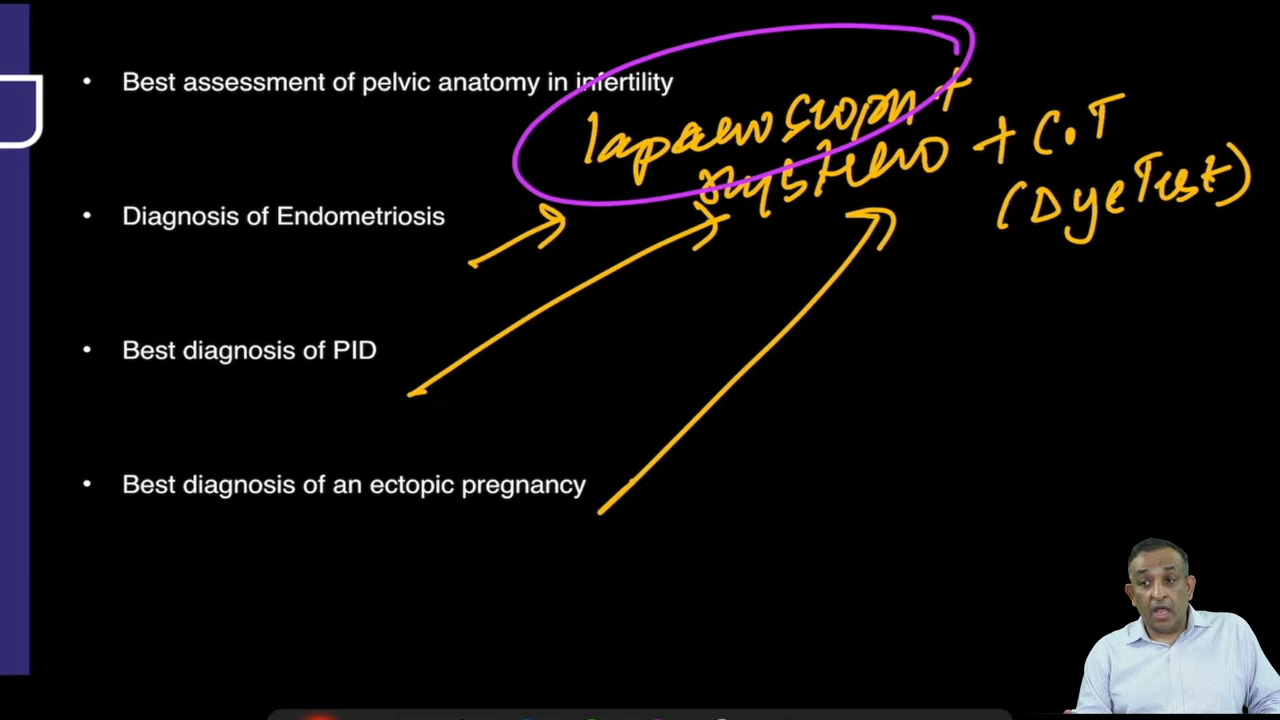 • Best assessment of pelvic anatomy in infertility
laparoscopy +
hystero + C.T
(Dye Test)
• Diagnosis of Endometriosis
• Best diagnosis of PID
• Best diagnosis of an ectopic pregnancy